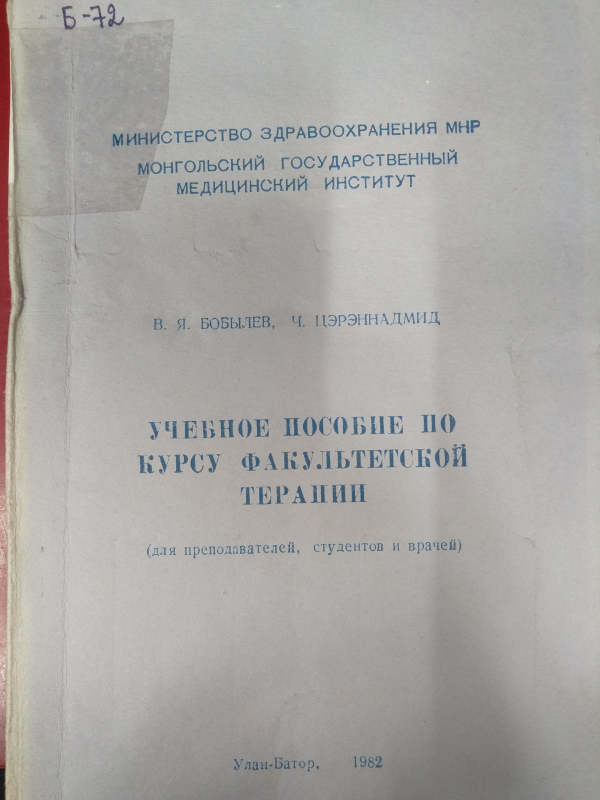 Б-72
МИНИСТЕРСТВО ЗДРАВООХРАНЕНИЯ МНР
МОНГОЛЬСКИЙ ГОСУДАРСТВЕННЫЙ
МЕДИЦИНСКИЙ ИНСТИТУТ
В. Я. БОБЫЛЕВ, Ч. ЦЭРЭННАДМИД
УЧЕБНОЕ ПОСОБИЕ ПО
КУРСУ ФАКУЛЬТЕТСКОЙ
ТЕРАПИИ
(для преподавателей, студентов и врачей)
Улан-Батор, 1982